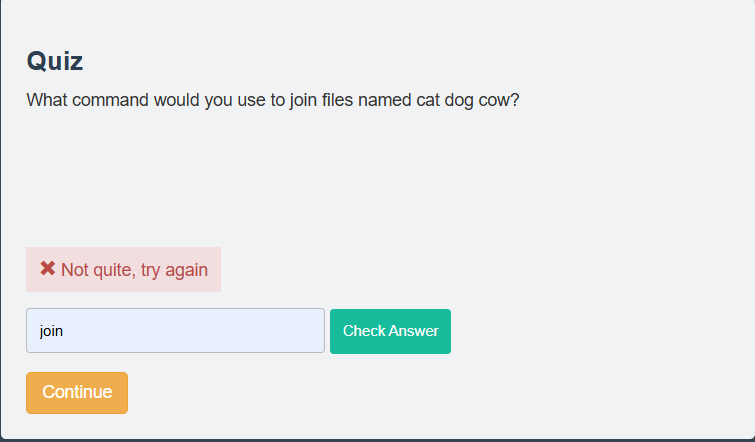 Quiz
What command would you use to join files named cat dog cow?
✖ Not quite, try again
join
Check Answer
Continue